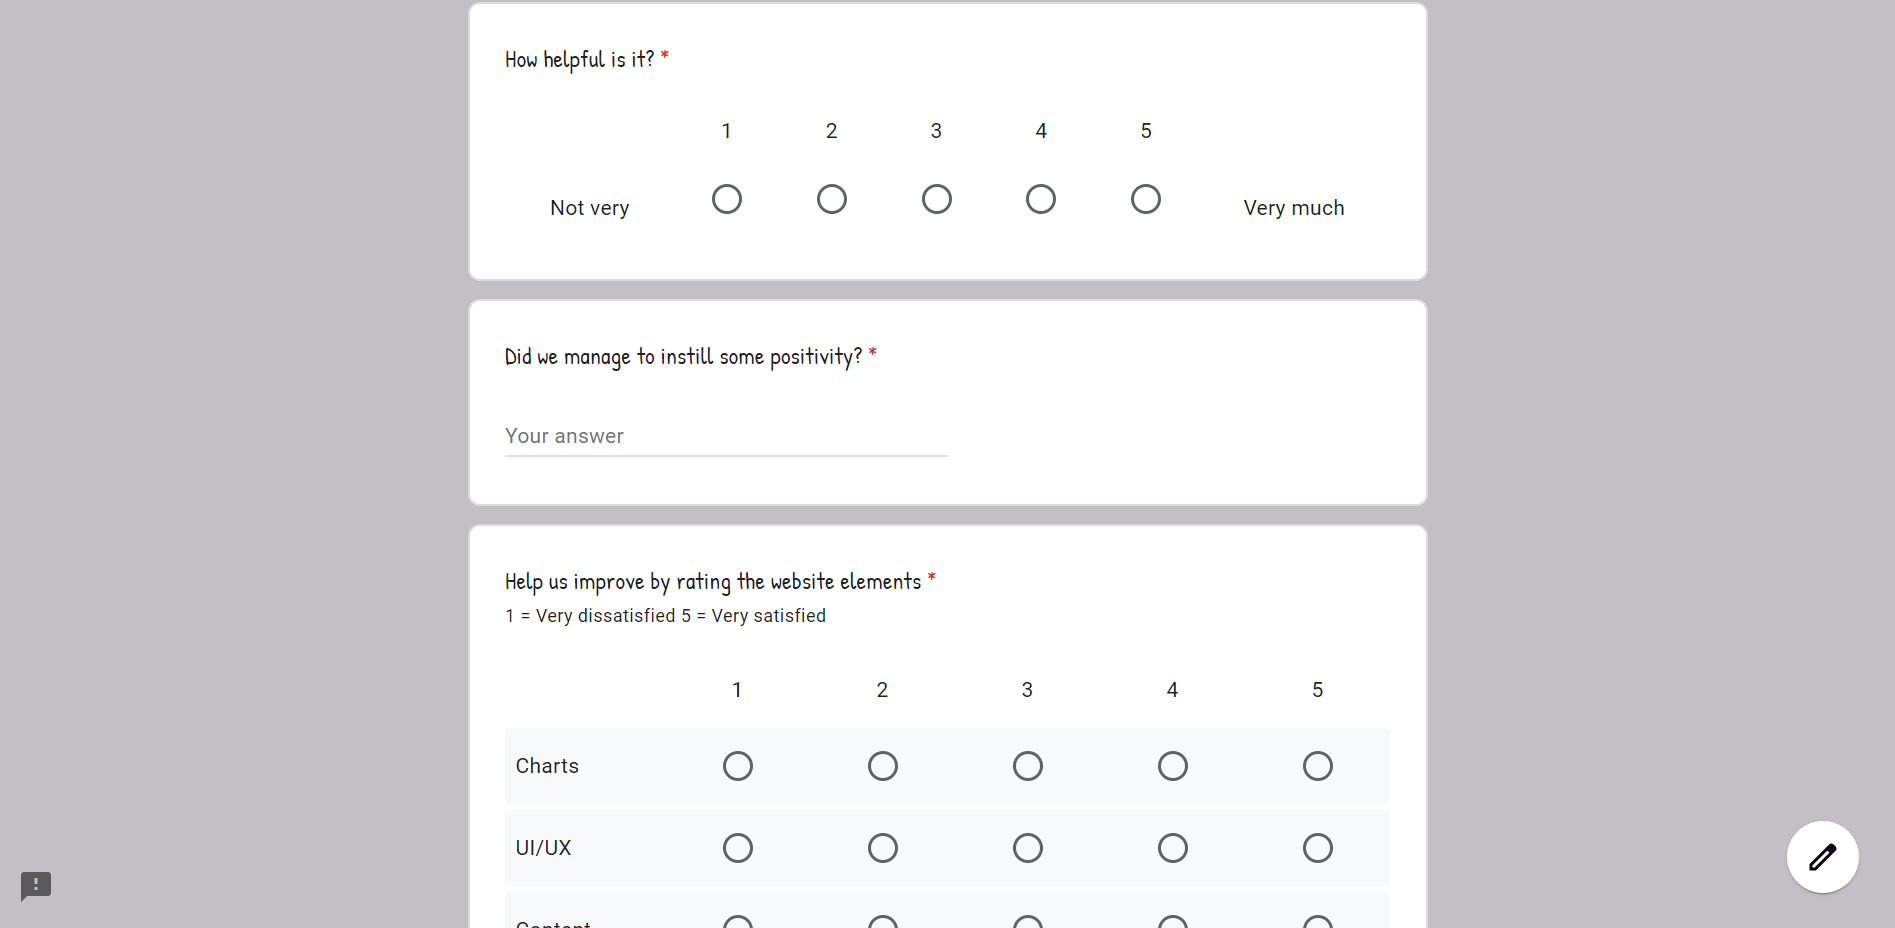 How helpful is it? *
1 2 3 4 5
Not very Very much
Did we manage to instill some positivity? *
Your answer
Help us improve by rating the website elements *
1 = Very dissatisfied 5 = Very satisfied
1 2 3 4 5
Charts
UI/UX
Content